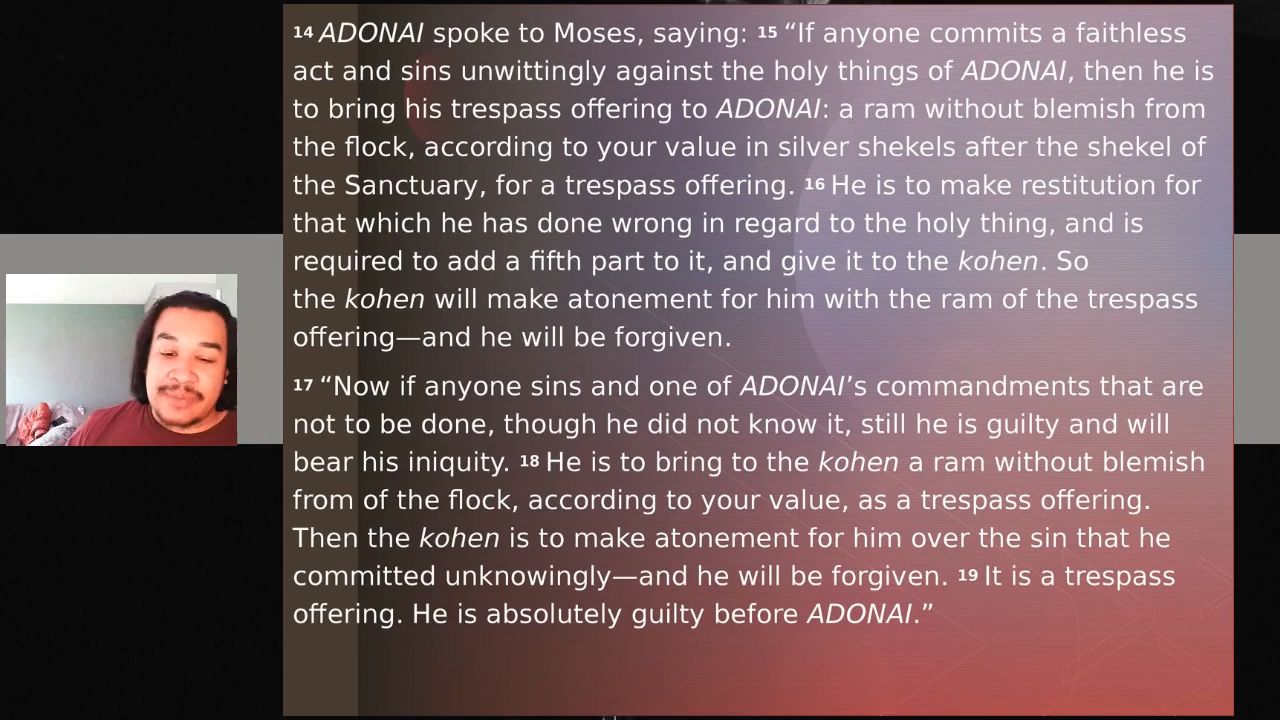 14 ADONAI spoke to Moses, saying: 15 “If anyone commits a faithless
act and sins unwittingly against the holy things of ADONAI, then he is
to bring his trespass offering to ADONAI: a ram without blemish from
the flock, according to your value in silver shekels after the shekel of
the Sanctuary, for a trespass offering. 16 He is to make restitution for
that which he has done wrong in regard to the holy thing, and is
required to add a fifth part to it, and give it to the kohen. So
the kohen will make atonement for him with the ram of the trespass
offering—and he will be forgiven.
17 “Now if anyone sins and one of ADONAI’s commandments that are
not to be done, though he did not know it, still he is guilty and will
bear his iniquity. 18 He is to bring to the kohen a ram without blemish
from of the flock, according to your value, as a trespass offering.
Then the kohen is to make atonement for him over the sin that he
committed unknowingly—and he will be forgiven. 19 It is a trespass
offering. He is absolutely guilty before ADONAI.”